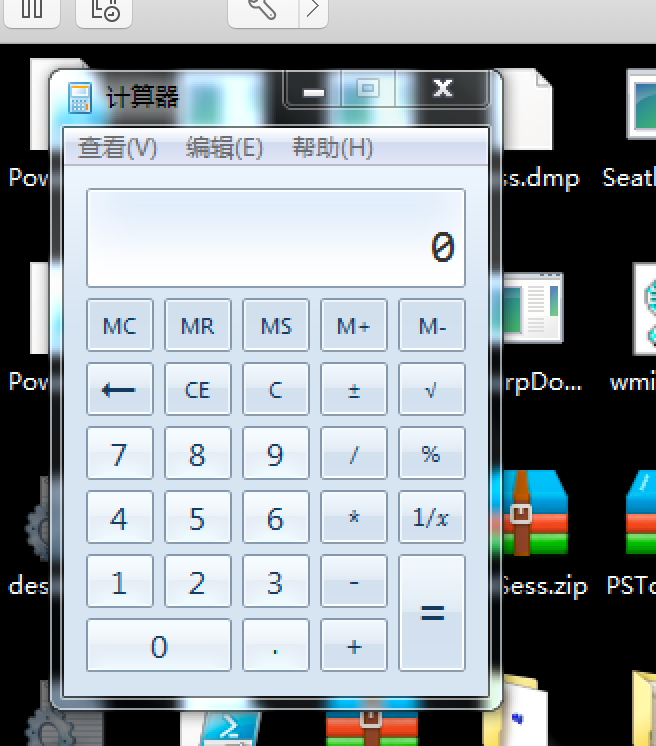 计算器
查看(V) 编辑(E) 帮助(H)
0
MC MR MS M+ M-
← CE C ± √
7 8 9 / %
4 5 6 * 1/x
1 2 3 -
=
0 . +
Pow
ss.dmp
Seatl
Pow
rpDo...
wmi
des
Sess.zip
PSTo